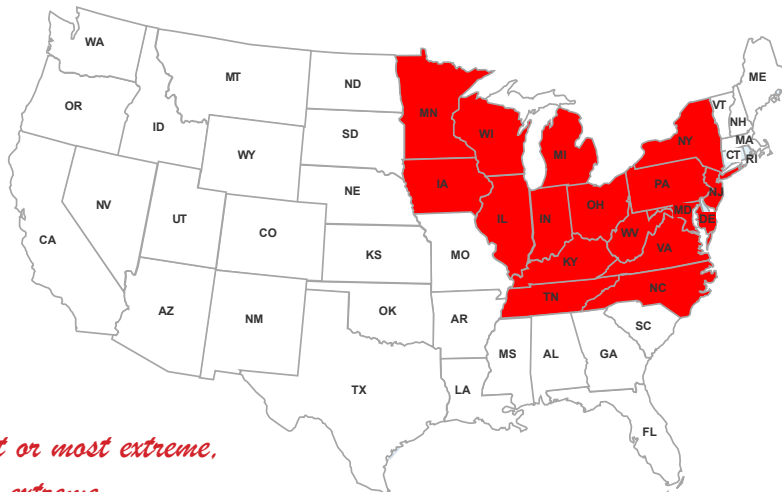 WA
ME
MT
ND
VT
OR
MN
NH
ID
NY
MA
SD
WI
CT
RI
WY
MI
PA
IA
NE
NJ
NV
OH
MD
IL
IN
DE
UT
WV
CO
CA
VA
MO
KS
KY
NC
TN
AZ
OK
NM
AR
SC
MS
AL
GA
TX
LA
FL
or most extreme,
extreme